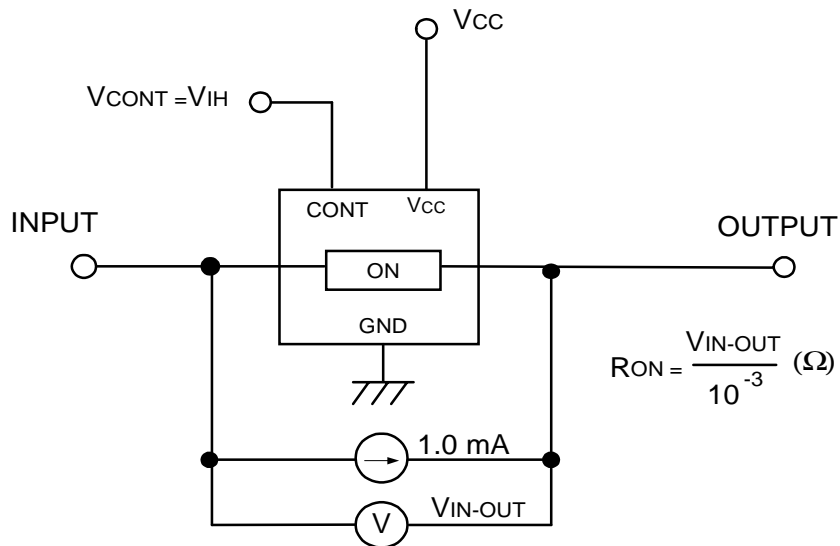 VCC
VCONT =VIH
CONT VCC
INPUT
OUTPUT
ON
GND
RON = VIN-OUT / 10⁻³ (Ω)
1.0 mA
V VIN-OUT